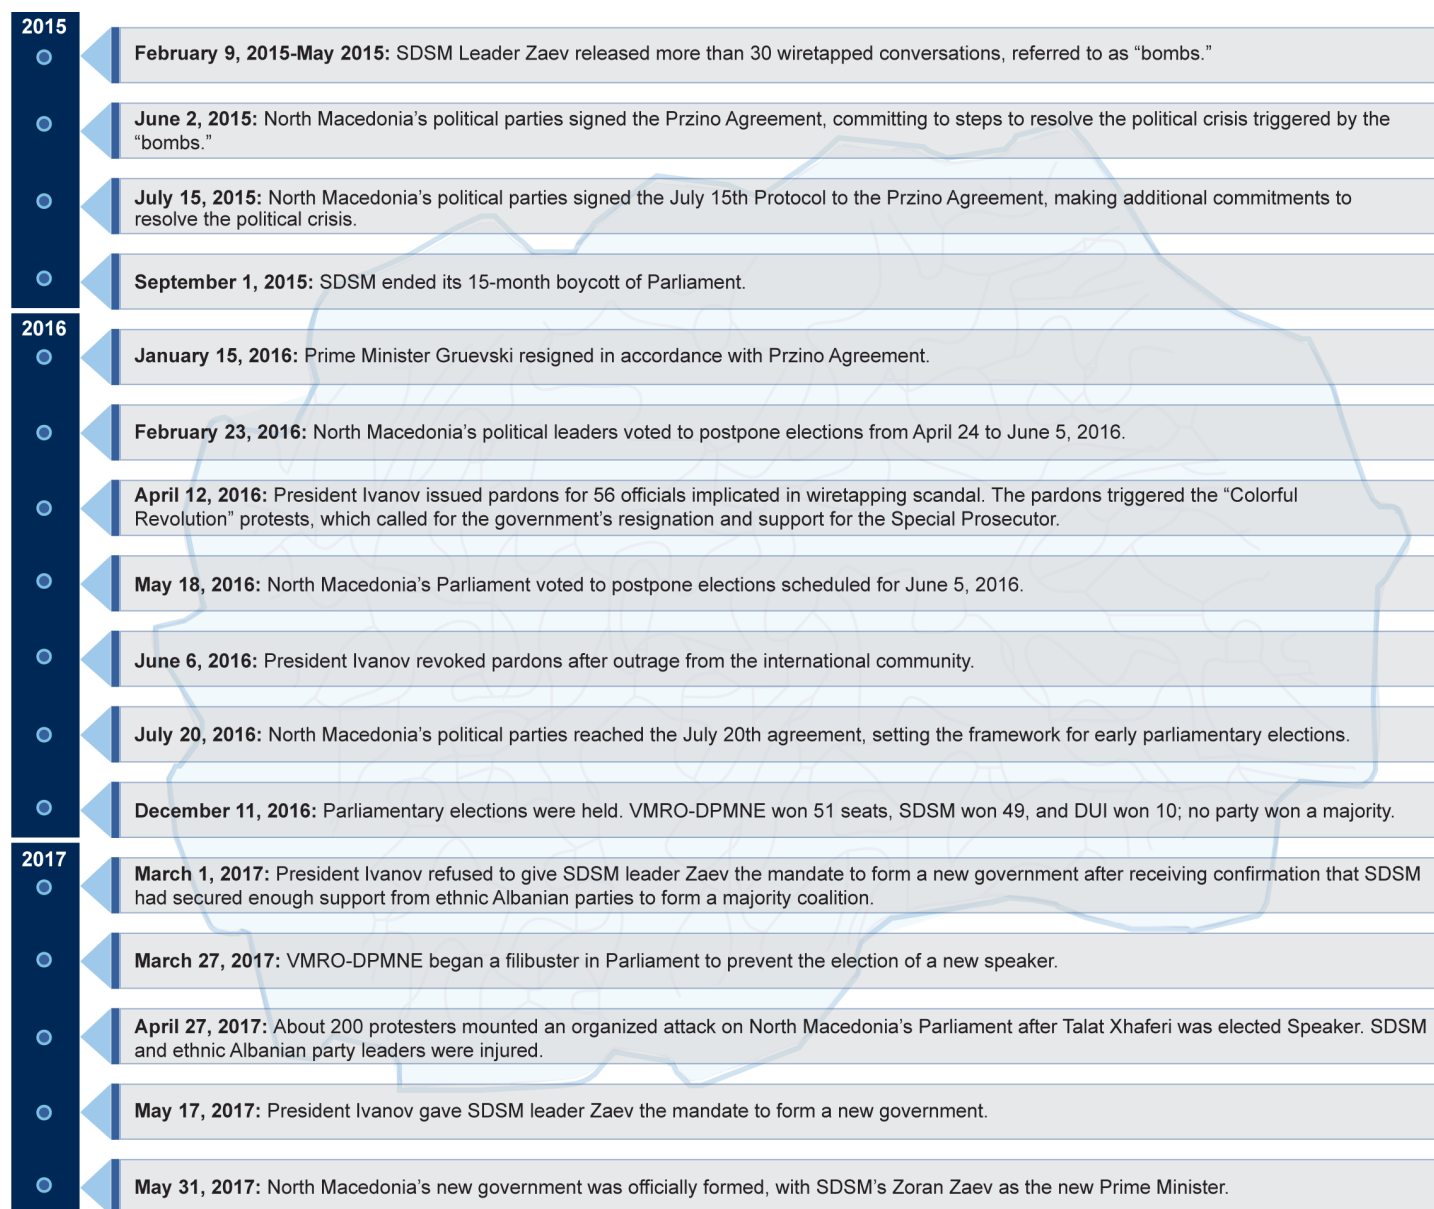 2015
February 9, 2015-May 2015: SDSM Leader Zaev released more than 30 wiretapped conversations, referred to as “bombs.”
June 2, 2015: North Macedonia’s political parties signed the Przino Agreement, committing to steps to resolve the political crisis triggered by the
“bombs.”
July 15, 2015: North Macedonia’s political parties signed the July 15th Protocol to the Przino Agreement, making additional commitments to
resolve the political crisis.
September 1, 2015: SDSM ended its 15-month boycott of Parliament.
2016
January 15, 2016: Prime Minister Gruevski resigned in accordance with Przino Agreement.
February 23, 2016: North Macedonia’s political leaders voted to postpone elections from April 24 to June 5, 2016.
April 12, 2016: President Ivanov issued pardons for 56 officials implicated in wiretapping scandal. The pardons triggered the “Colorful
Revolution” protests, which called for the government’s resignation and support for the Special Prosecutor.
May 18, 2016: North Macedonia’s Parliament voted to postpone elections scheduled for June 5, 2016.
June 6, 2016: President Ivanov revoked pardons after outrage from the international community.
July 20, 2016: North Macedonia’s political parties reached the July 20th agreement, setting the framework for early parliamentary elections.
December 11, 2016: Parliamentary elections were held. VMRO-DPMNE won 51 seats, SDSM won 49, and DUI won 10; no party won a majority.
2017
March 1, 2017: President Ivanov refused to give SDSM leader Zaev the mandate to form a new government after receiving confirmation that SDSM
had secured enough support from ethnic Albanian parties to form a majority coalition.
March 27, 2017: VMRO-DPMNE began a filibuster in Parliament to prevent the election of a new speaker.
April 27, 2017: About 200 protesters mounted an organized attack on North Macedonia’s Parliament after Talat Xhaferi was elected Speaker. SDSM
and ethnic Albanian party leaders were injured.
May 17, 2017: President Ivanov gave SDSM leader Zaev the mandate to form a new government.
May 31, 2017: North Macedonia’s new government was officially formed, with SDSM’s Zoran Zaev as the new Prime Minister.